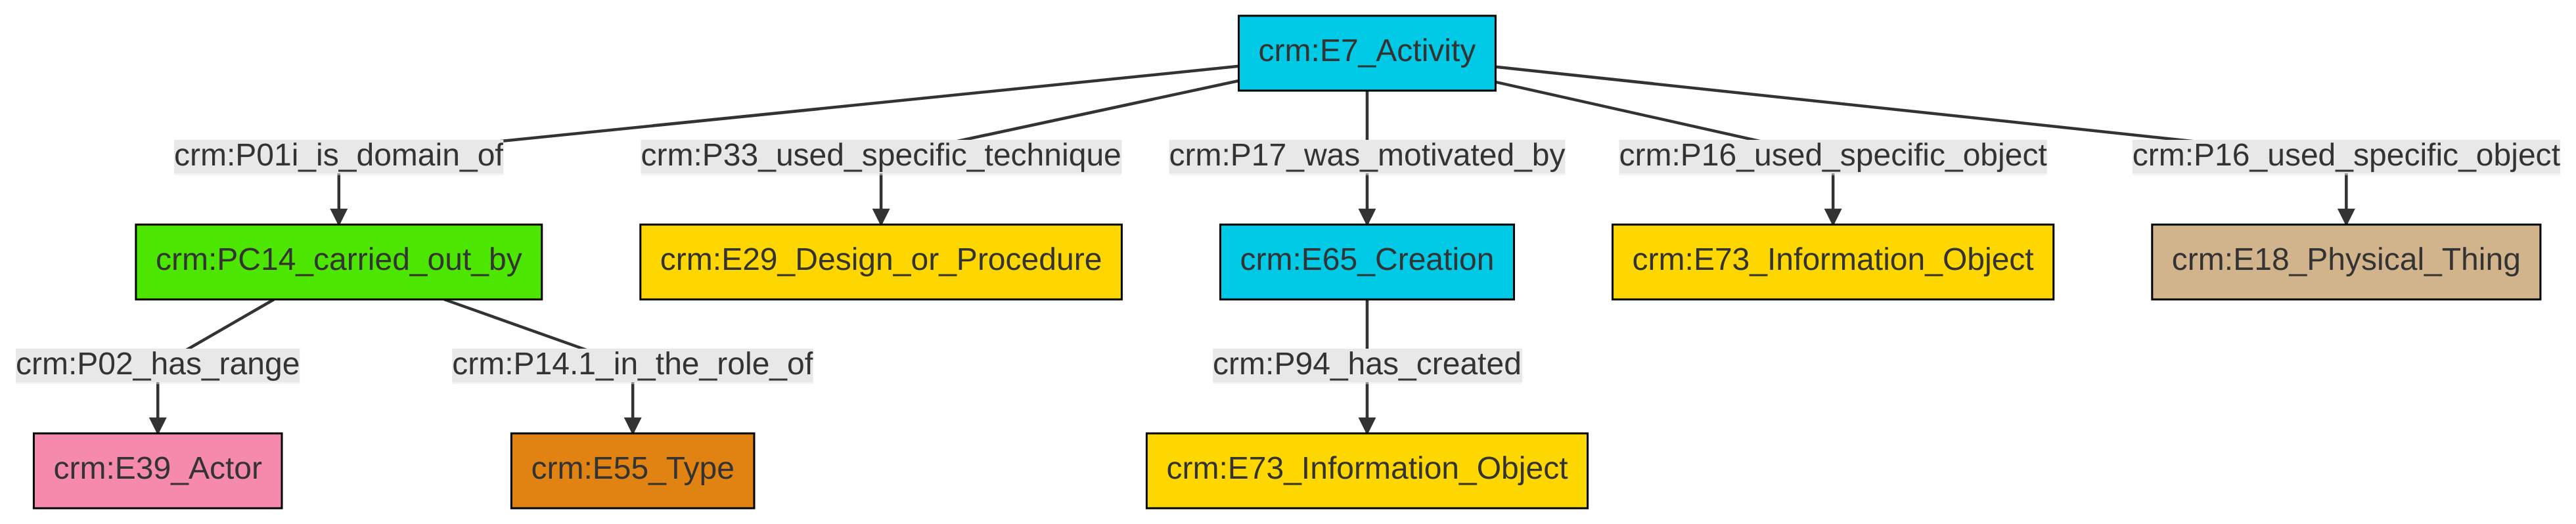 crm:E7_Activity
crm:P01i_is_domain_of
crm:P33_used_specific_technique
crm:P17_was_motivated_by
crm:P16_used_specific_object
crm:P16_used_specific_object
crm:PC14_carried_out_by
crm:E29_Design_or_Procedure
crm:E65_Creation
crm:E73_Information_Object
crm:E18_Physical_Thing
crm:P02_has_range
crm:P14.1_in_the_role_of
crm:P94_has_created
crm:E39_Actor
crm:E55_Type
crm:E73_Information_Object